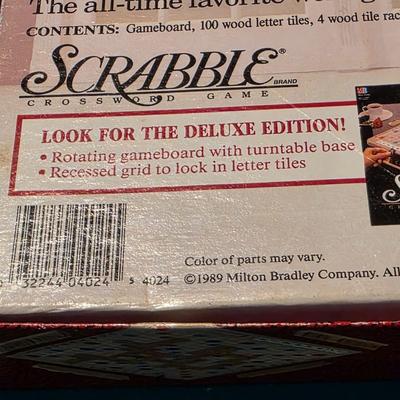 The all-time favorite
CONTENTS: Gameboard, 100 wood letter tiles, 4 wood tile
SCRABBLE®
BRAND
CROSSWORD GAME
LOOK FOR THE DELUXE EDITION!
• Rotating gameboard with turntable base
• Recessed grid to lock in letter tiles
MB
32244 04024
5 4024
Color of parts may vary.
©1989 Milton Bradley Company. All